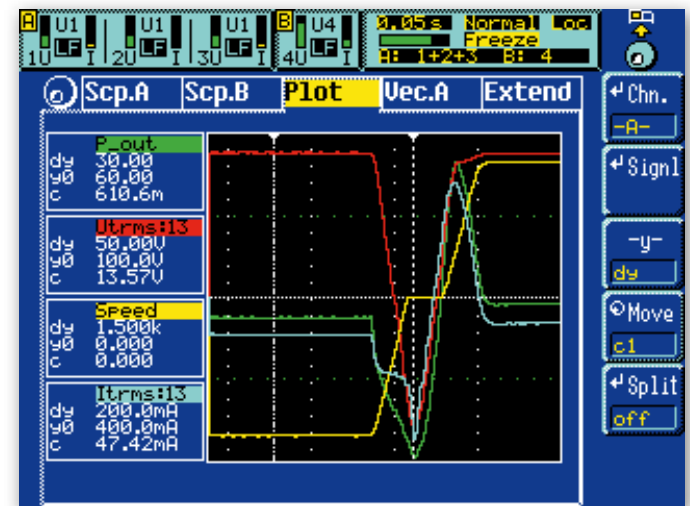 A U1 U1 U1 B U4 0.05s Normal Loc
LF LF LF LF Freeze
1U I 2U I 3U I 4U I A: 1+2+3 B: 4
Scp.A Scp.B Plot Vec.A Extend
Chn.
-A-
Signl
-y-
dy
Move
c1
Split
off
P_out
dy 30.00
y0 60.00
c 610.6m
Utrms:13
dy 50.00V
y0 100.0V
c 13.57V
Speed
dy 1.500k
y0 0.000
c 0.000
Itrms:13
dy 200.0mA
y0 400.0mA
c 47.42mA